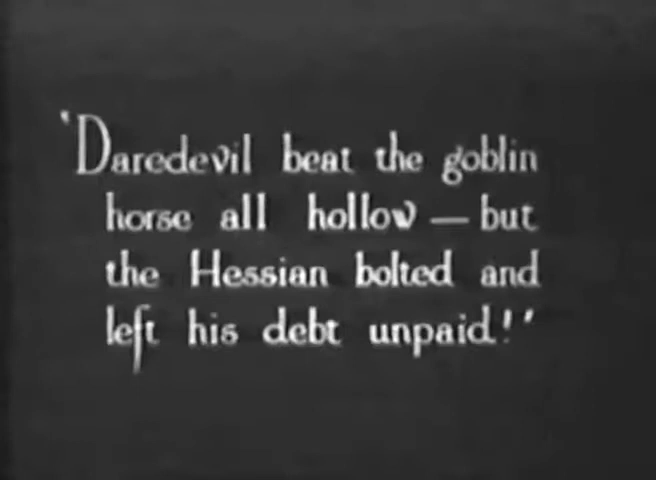 'Daredevil beat the goblin
horse all hollow — but
the Hessian bolted and
left his debt unpaid!'